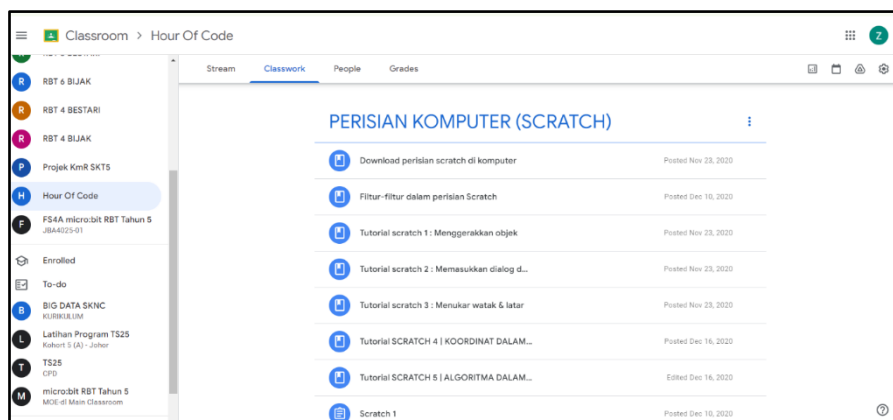 Classroom > Hour Of Code
Z
Stream Classwork People Grades
R RBT 6 BIJAK
R RBT 4 BESTARI
R RBT 4 BIJAK
P Projek KmR SKTS
H Hour Of Code
F FS4A micro:bit RBT Tahun 5
JBA4025-01
Enrolled
To-do
B BIG DATA SKNC
KURIKULUM
L Latihan Program TS25
Kohort 5 (A) - Johor
T TS25
CPD
M micro:bit RBT Tahun 5
MOE-dl Main Classroom
PERISIAN KOMPUTER (SCRATCH)
Download perisian scratch di komputer Posted Nov 23, 2020
Fiitur-fiitur dalam perisian Scratch Posted Dec 10, 2020
Tutorial scratch 1 : Menggerakkan objek Posted Nov 23, 2020
Tutorial scratch 2 : Memasukkan dialog d... Posted Nov 23, 2020
Tutorial scratch 3 : Menukar watak & latar Posted Nov 23, 2020
Tutorial SCRATCH 4 | KOORDINAT DALAM... Posted Dec 16, 2020
Tutorial SCRATCH 5 | ALGORITMA DALAM... Edited Dec 16, 2020
Scratch 1 Posted Dec 10, 2020